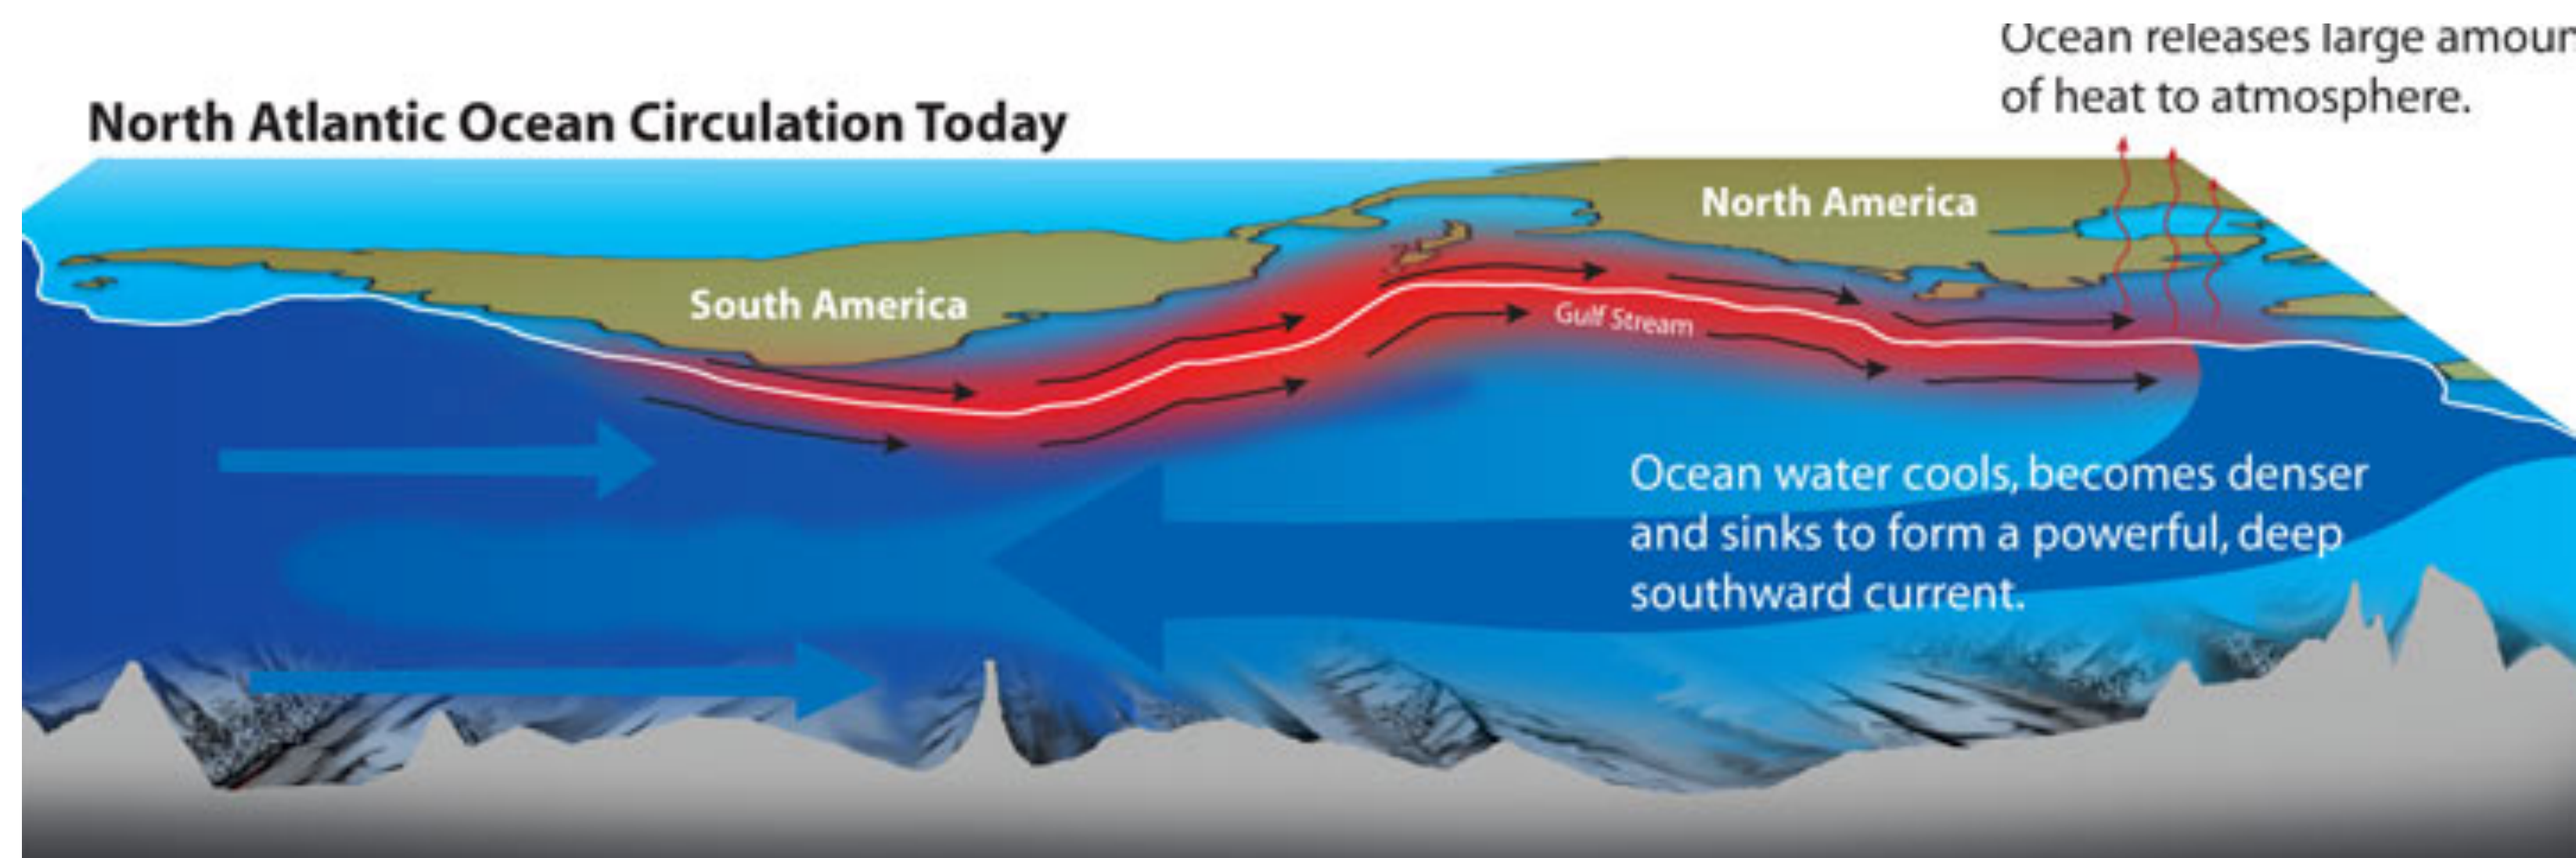 Ocean releases large amoun
of heat to atmosphere.
North Atlantic Ocean Circulation Today
North America
South America
Gulf Stream
Ocean water cools, becomes denser
and sinks to form a powerful, deep
southward current.